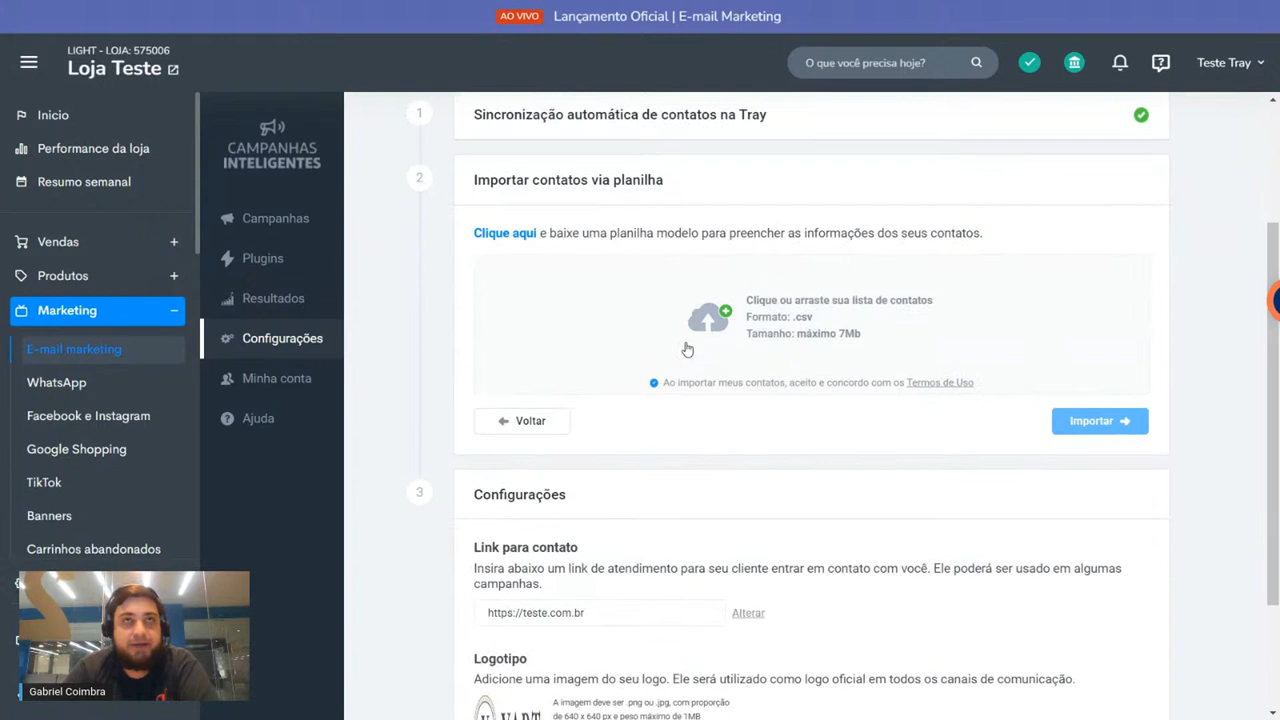 AO VIVO Lançamento Oficial | E-mail Marketing
LIGHT - LOJA: 575006
Loja Teste
O que você precisa hoje?
Teste Tray
Inicio
Performance da loja
Resumo semanal
Vendas
Produtos
Marketing
E-mail marketing
WhatsApp
Facebook e Instagram
Google Shopping
TikTok
Banners
Carrinhos abandonados
CAMPANHAS
INTELIGENTES
Campanhas
Plugins
Resultados
Configurações
Minha conta
Ajuda
1
Sincronização automática de contatos na Tray
2
Importar contatos via planilha
Clique aqui e baixe uma planilha modelo para preencher as informações dos seus contatos.
Clique ou arraste sua lista de contatos
Formato: .csv
Tamanho: máximo 7Mb
Ao importar meus contatos, aceito e concordo com os Termos de Uso
Voltar
Importar
3
Configurações
Link para contato
Insira abaixo um link de atendimento para seu cliente entrar em contato com você. Ele poderá ser usado em algumas
campanhas.
https://teste.com.br
Alterar
Logotipo
Adicione uma imagem do seu logo. Ele será utilizado como logo oficial em todos os canais de comunicação.
A imagem deve ser .png ou .jpg, com proporção
de 640 x 640 px e peso máximo de 1MB
Gabriel Coimbra